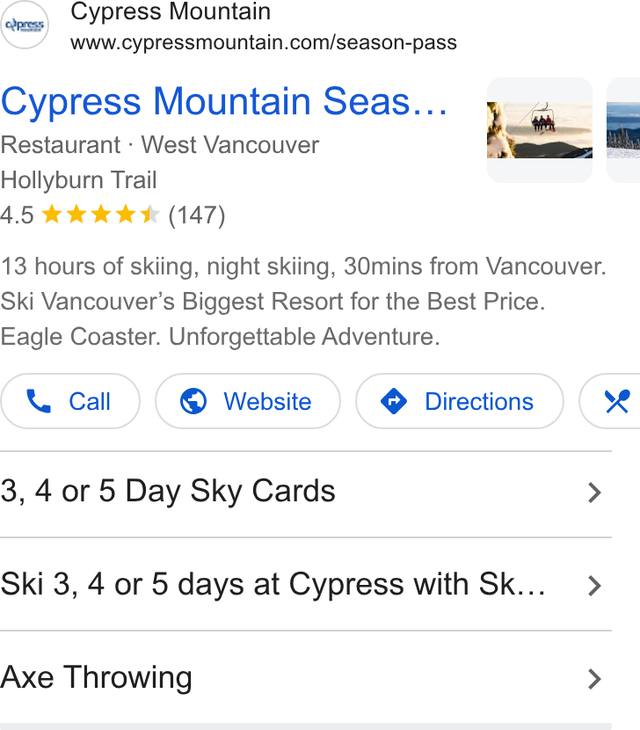 cypress
Cypress Mountain
www.cypressmountain.com/season-pass
Cypress Mountain Seas…
Restaurant · West Vancouver
Hollyburn Trail
4.5 (147)
13 hours of skiing, night skiing, 30mins from Vancouver.
Ski Vancouver’s Biggest Resort for the Best Price.
Eagle Coaster. Unforgettable Adventure.
Call
Website
Directions
3, 4 or 5 Day Sky Cards
Ski 3, 4 or 5 days at Cypress with Sk…
Axe Throwing